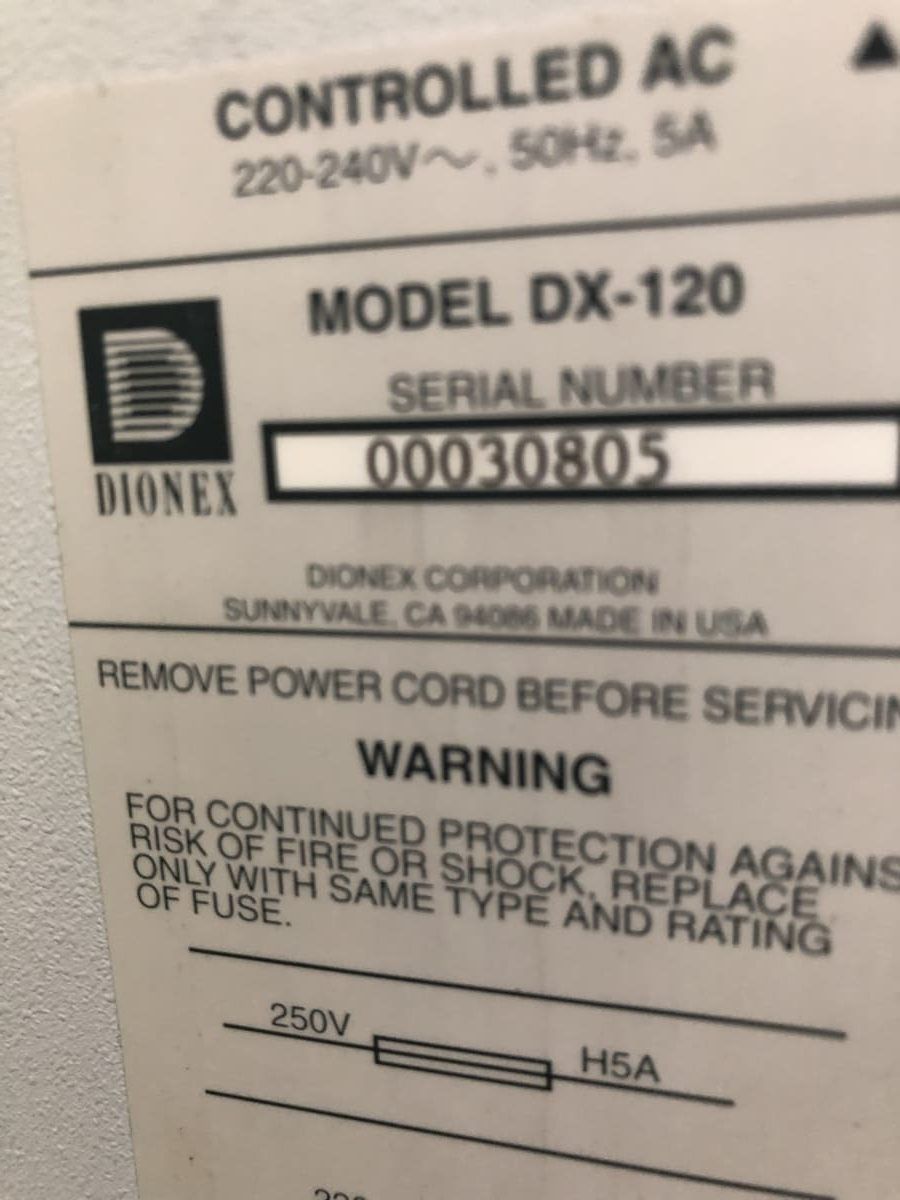 CONTROLLED AC
220-240V~, 50Hz, 5A
MODEL DX-120
SERIAL NUMBER
00030805
DIONEX
DIONEX CORPORATION
SUNNYVALE, CA 94086 MADE IN USA
REMOVE POWER CORD BEFORE SERVICIN
WARNING
FOR CONTINUED PROTECTION AGAINS
RISK OF FIRE OR SHOCK, REPLACE
ONLY WITH SAME TYPE AND RATING
OF FUSE.
250V
H5A